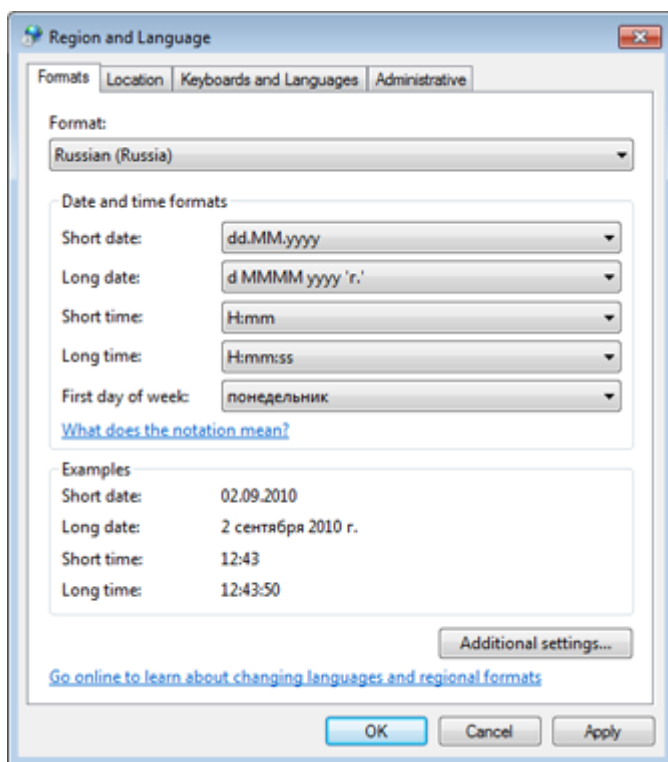 Region and Language
Formats Location Keyboards and Languages Administrative
Format:
Russian (Russia)
Date and time formats
Short date: dd.MM.yyyy
Long date: d MMMM yyyy 'г.'
Short time: H:mm
Long time: H:mm:ss
First day of week: понедельник
What does the notation mean?
Examples
Short date: 02.09.2010
Long date: 2 сентября 2010 г.
Short time: 12:43
Long time: 12:43:50
Additional settings...
Go online to learn about changing languages and regional formats
OK Cancel Apply